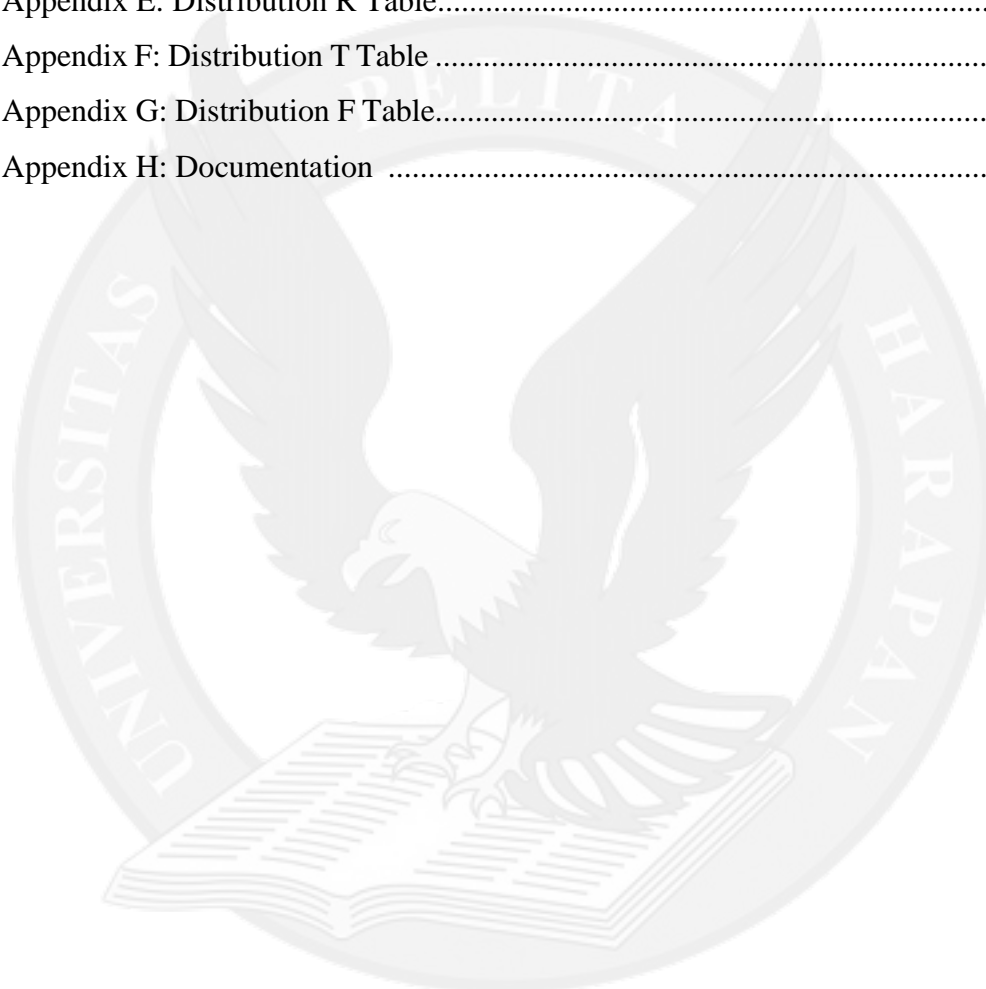 Appendix E: Distribution R Table......................................................................
Appendix F: Distribution T Table ......................................................................
Appendix G: Distribution F Table......................................................................
Appendix H: Documentation ............................................................................
UNIVERSITAS PELITA HARAPAN